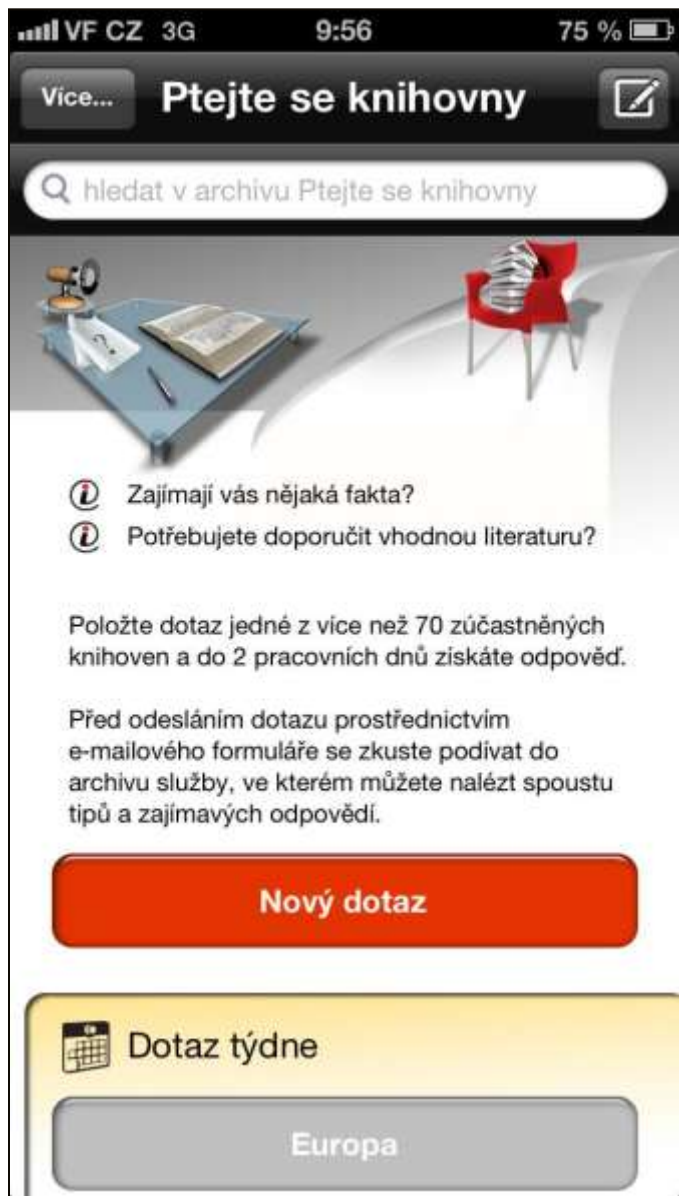 VF CZ 3G 9:56 75 %
Více... Ptejte se knihovny
hledat v archivu Ptejte se knihovny
Zajímají vás nějaká fakta?
Potřebujete doporučit vhodnou literaturu?
Položte dotaz jedné z více než 70 zúčastněných
knihoven a do 2 pracovních dnů získáte odpověď.
Před odesláním dotazu prostřednictvím
e-mailového formuláře se zkuste podívat do
archivu služby, ve kterém můžete nalézt spoustu
tipů a zajímavých odpovědí.
Nový dotaz
Dotaz týdne
Europa